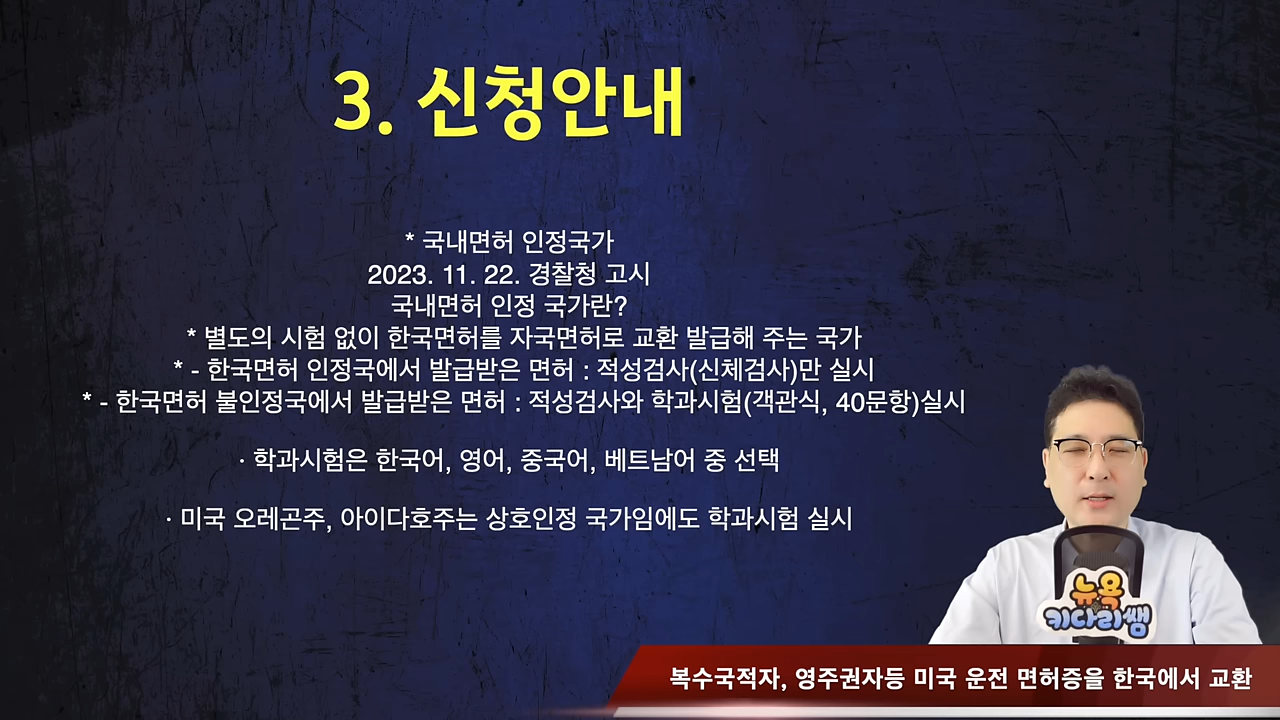 3. 신청안내
* 국내면허 인정국가
2023. 11. 22. 경찰청 고시
국내면허 인정 국가란?
* 별도의 시험 없이 한국면허를 자국면허로 교환 발급해 주는 국가
* - 한국면허 인정국에서 발급받은 면허 : 적성검사(신체검사)만 실시
* - 한국면허 불인정국에서 발급받은 면허 : 적성검사와 학과시험(객관식, 40문항)실시
· 학과시험은 한국어, 영어, 중국어, 베트남어 중 선택
· 미국 오레곤주, 아이다호주는 상호인정 국가임에도 학과시험 실시
뉴욕
키다리쌤
복수국적자, 영주권자등 미국 운전 면허증을 한국에서 교환